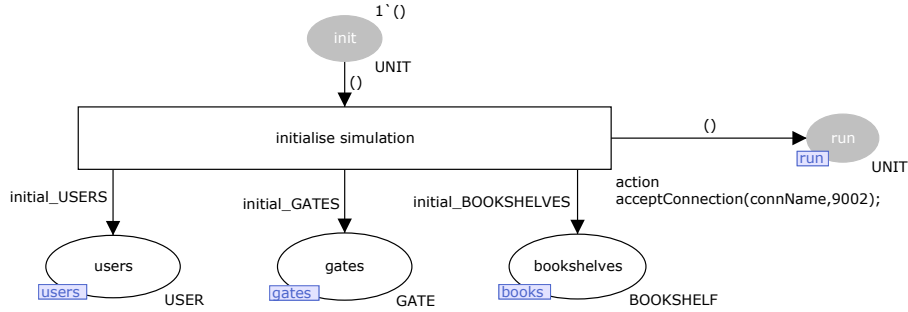 1`()
init
UNIT
()
initialise simulation
()
run
run
UNIT
action
acceptConnection(connName,9002);
initial_USERS
initial_GATES
initial_BOOKSHELVES
users
users
USER
gates
gates
GATE
bookshelves
books
BOOKSHELF